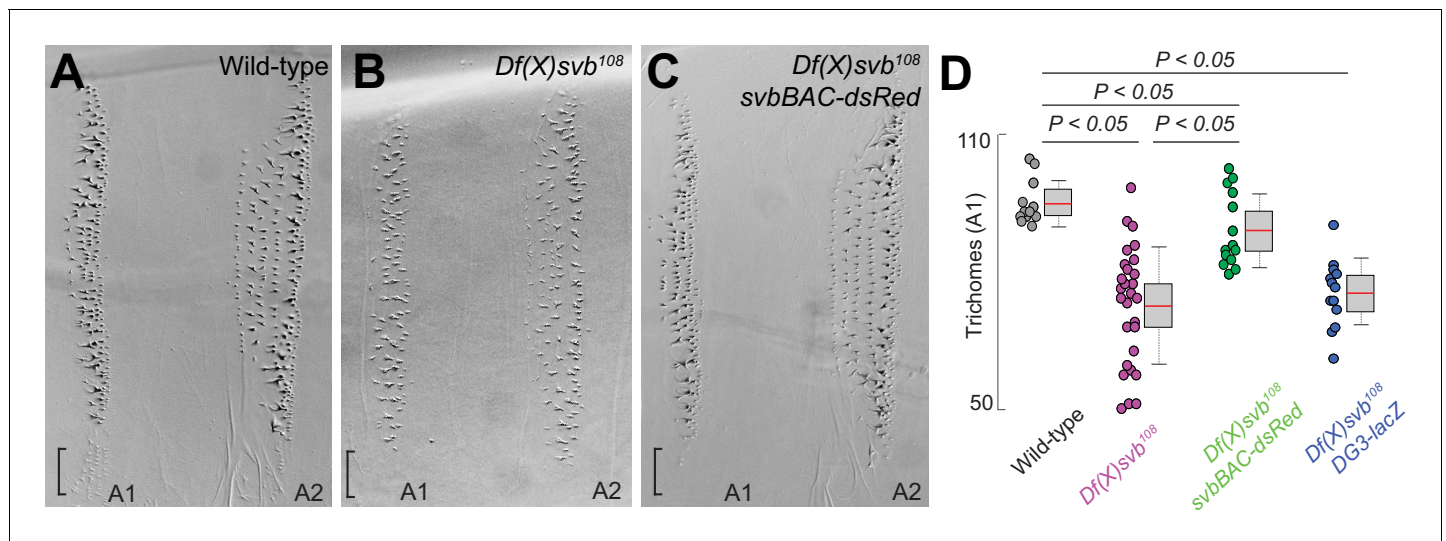 A
Wild-type
A1
A2
B
Df(X)svb108
A1
A2
C
Df(X)svb108
svbBAC-dsRed
A1
A2
D
P < 0.05
P < 0.05
P < 0.05 P < 0.05
110
Trichomes (A1)
50
Wild-type
Df(X)svb108
Df(X)svb108
svbBAC-dsRed
Df(X)svb108
DG3-lacZ